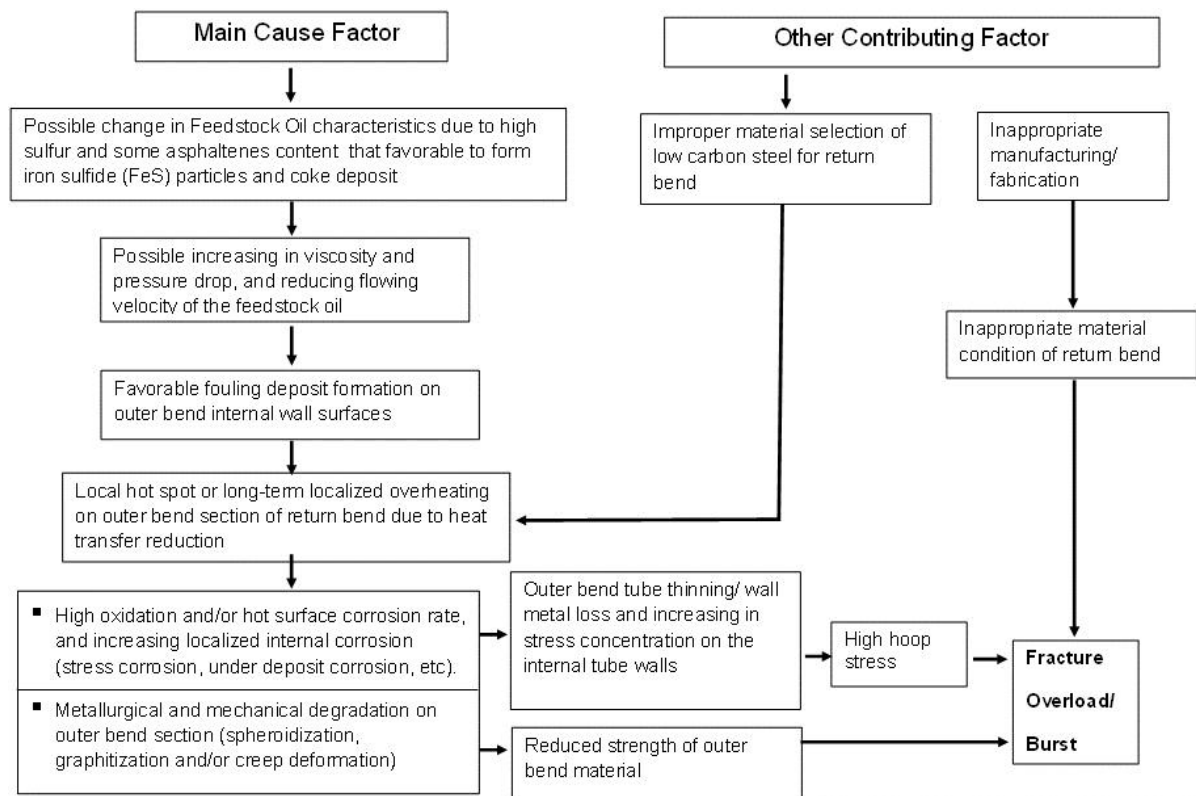 Main Cause Factor
Other Contributing Factor
Possible change in Feedstock Oil characteristics due to high
sulfur and some asphaltenes content that favorable to form
iron sulfide (FeS) particles and coke deposit
Improper material selection of
low carbon steel for return
bend
Inappropriate
manufacturing/
fabrication
Possible increasing in viscosity and
pressure drop, and reducing flowing
velocity of the feedstock oil
Inappropriate material
condition of return bend
Favorable fouling deposit formation on
outer bend internal wall surfaces
Local hot spot or long-term localized overheating
on outer bend section of return bend due to heat
transfer reduction
▪ High oxidation and/or hot surface corrosion rate,
and increasing localized internal corrosion
(stress corrosion, under deposit corrosion, etc).
Outer bend tube thinning/ wall
metal loss and increasing in
stress concentration on the
internal tube walls
High hoop
stress
Fracture
Overload/
Burst
▪ Metallurgical and mechanical degradation on
outer bend section (spheroidization,
graphitization and/or creep deformation)
Reduced strength of outer
bend material